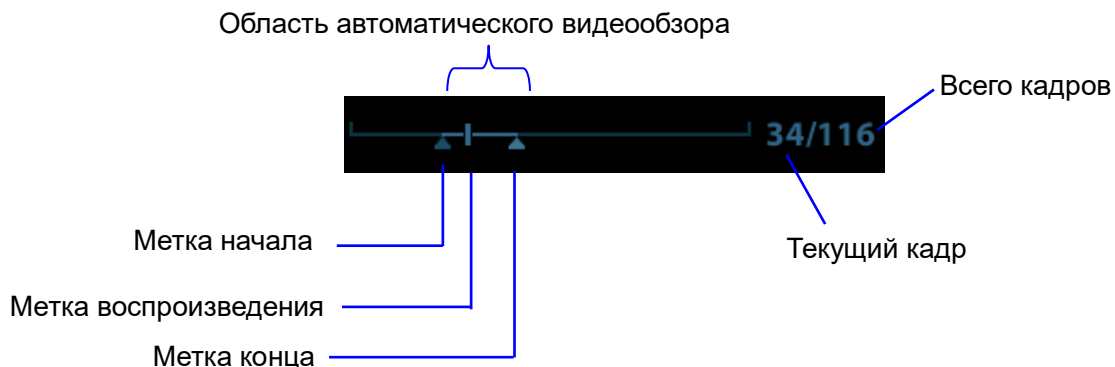 Область автоматического видеообзора
Всего кадров
34/116
Метка начала
Текущий кадр
Метка воспроизведения
Метка конца